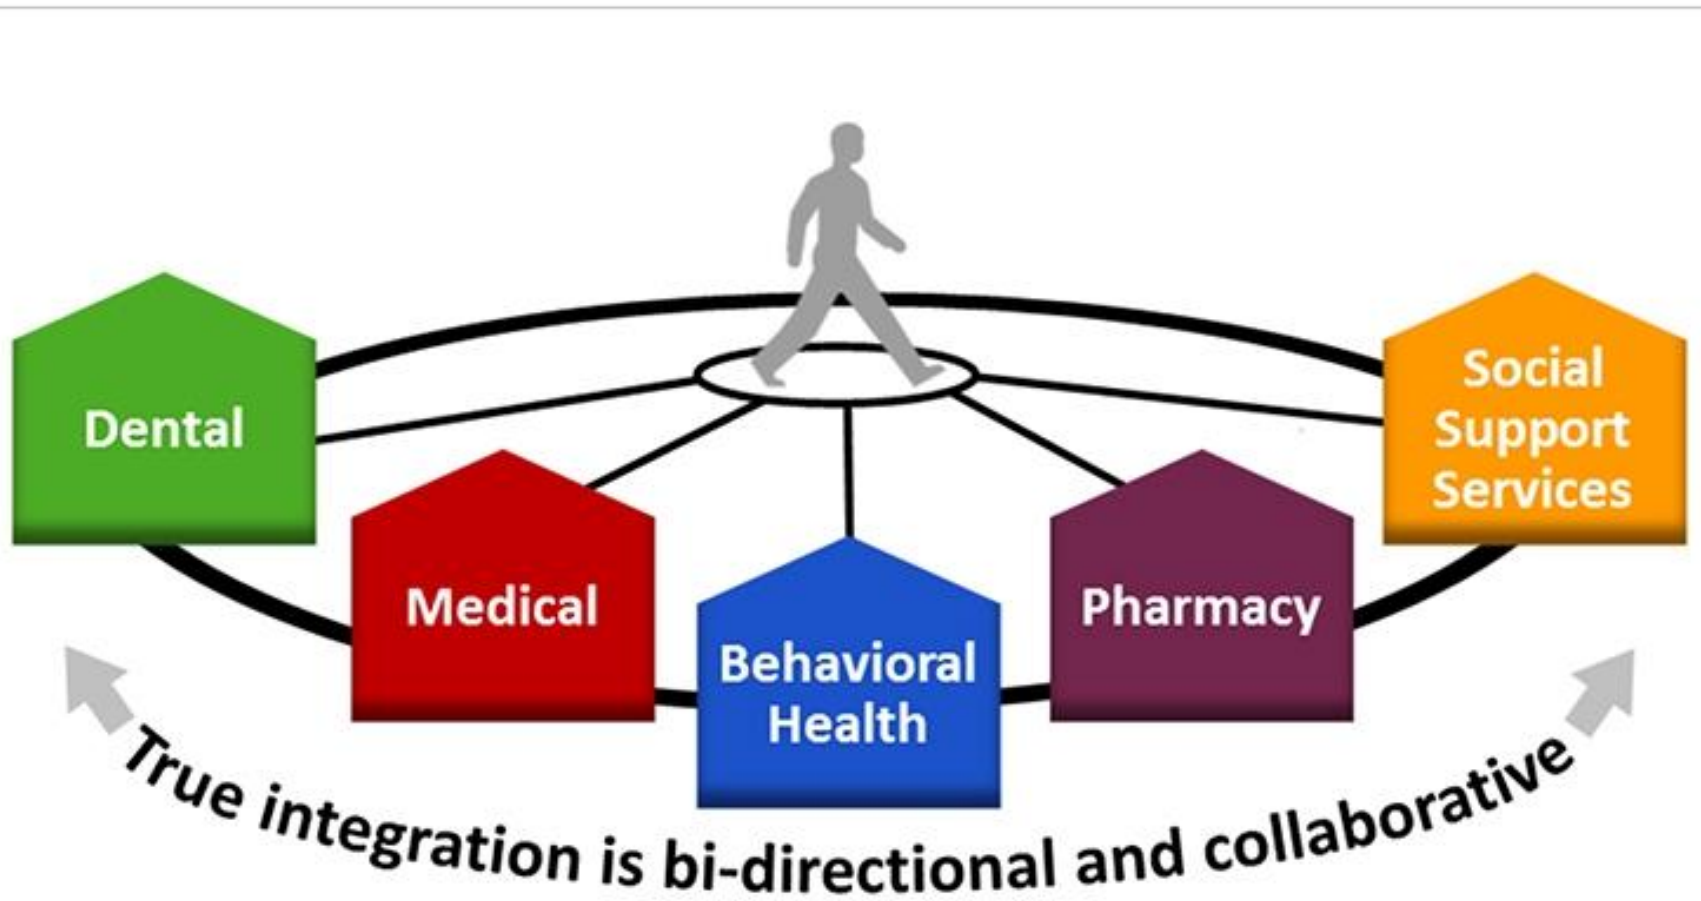 Dental
Social
Support
Services
Medical
Pharmacy
Behavioral
Health
True integration is bi-directional and collaborative